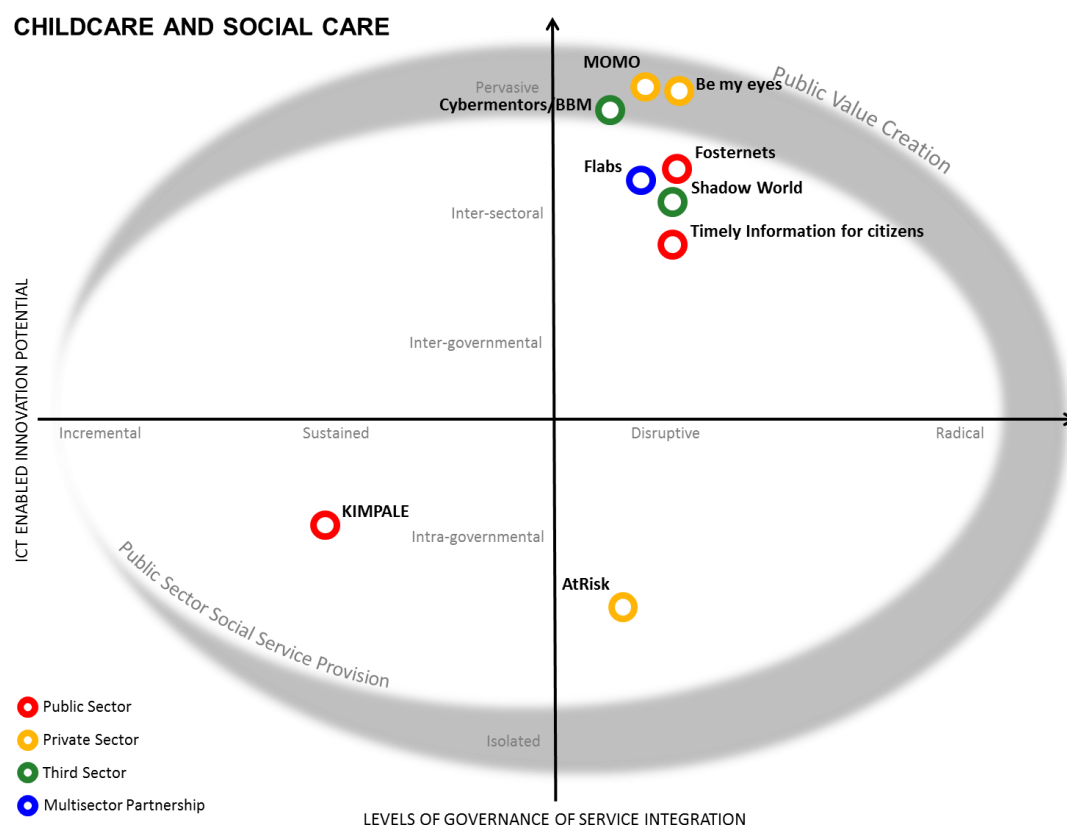 CHILDCARE AND SOCIAL CARE
MOMO
Be my eyes
Pervasive
Cybermentors/BBM
Public Value Creation
Fosternets
Flabs
Shadow World
Inter-sectoral
Timely Information for citizens
Inter-governmental
ICT ENABLED INNOVATION POTENTIAL
Incremental
Sustained
Disruptive
Radical
KIMPALE
Intra-governmental
AtRisk
Public Sector Social Service Provision
Isolated
Public Sector
Private Sector
Third Sector
Multisector Partnership
LEVELS OF GOVERNANCE OF SERVICE INTEGRATION